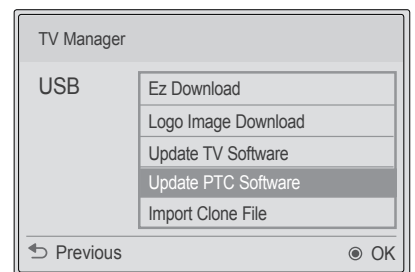 TV Manager
USB
Ez Download
Logo Image Download
Update TV Software
Update PTC Software
Import Clone File
Previous
OK